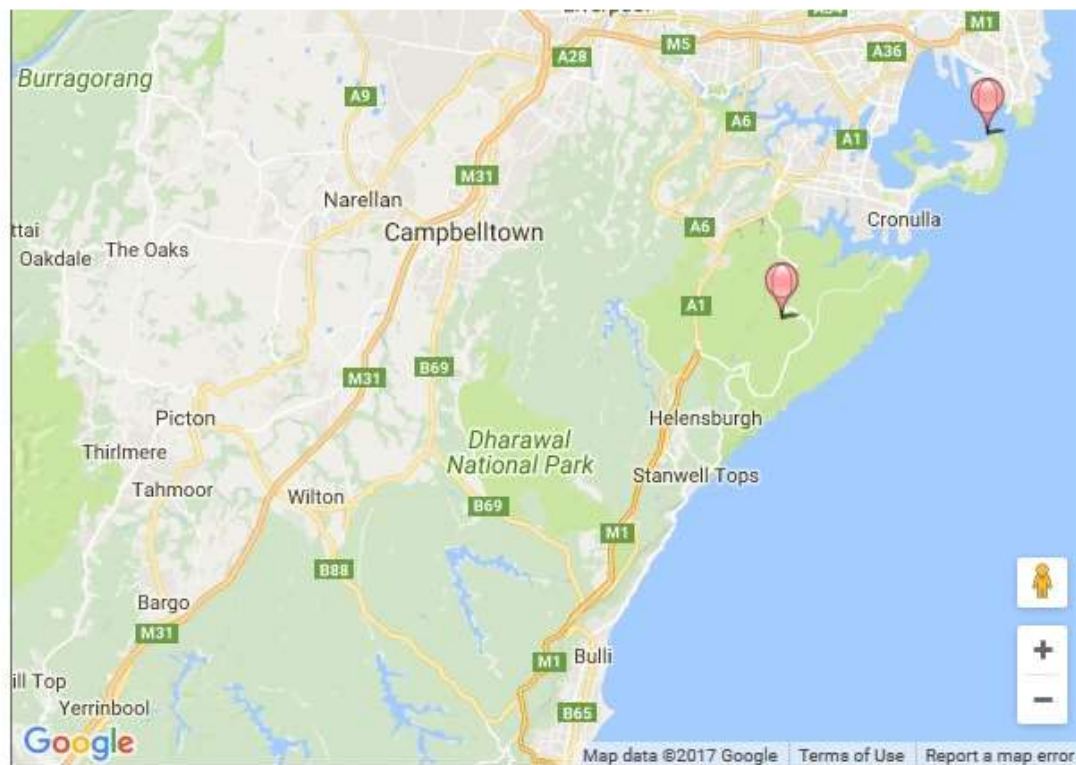 Liverpool
M1
A34
A28
M5
A36
Burragorang
A9
A6
A1
M31
Narellan
Cronulla
ttai
The Oaks
Campbelltown
A6
Oakdale
A1
B69
M31
Picton
Helensburgh
Thirlmere
Dharawal
National Park
Stanwell Tops
Tahmoor
Wilton
B69
M1
B88
Bargo
M31
Bulli
M1
ill Top
Yerrinbool
B65
Google
Map data ©2017 Google
Terms of Use
Report a map error
+
−